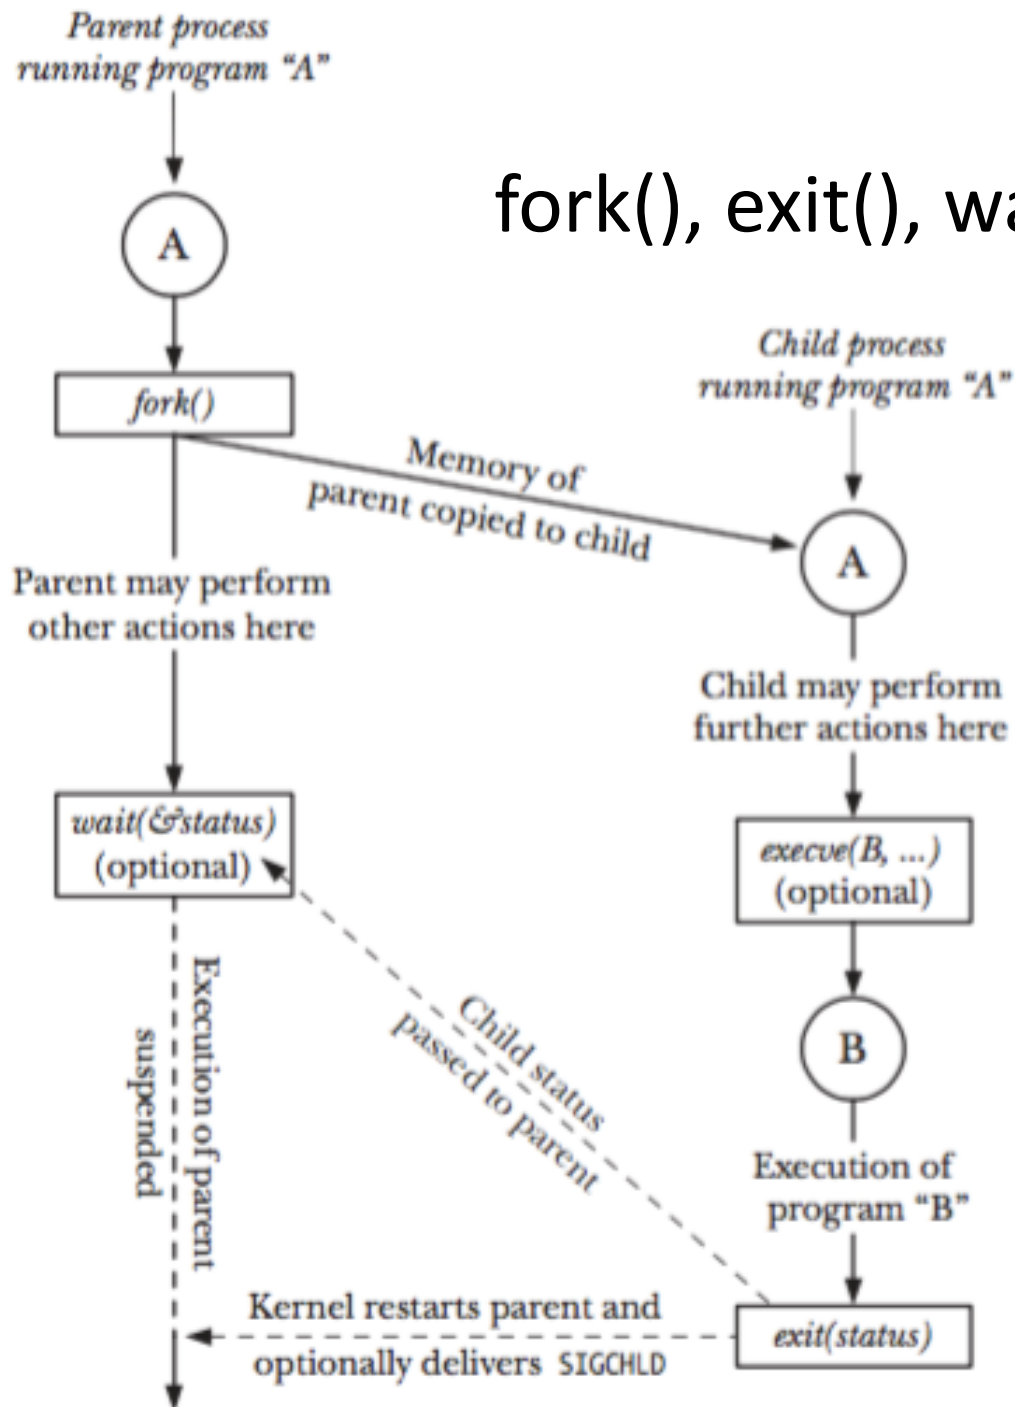 Parent process
running program “A”
A
fork(), exit(), wa
fork()
Child process
running program “A”
Memory of
parent copied to child
A
Parent may perform
other actions here
Child may perform
further actions here
wait(&status)
(optional)
execve(B, ...)
(optional)
B
Execution of parent
suspended
Child status
passed to parent
Execution of
program “B”
Kernel restarts parent and
optionally delivers SIGCHLD
exit(status)